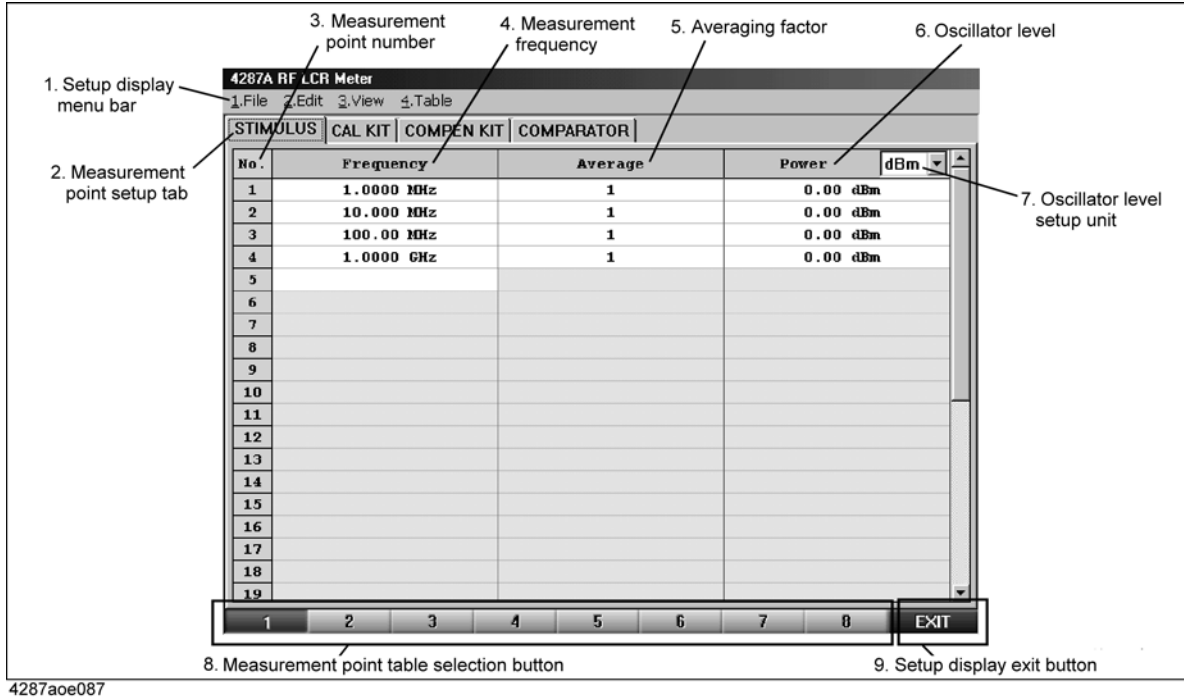 3. Measurement
point number
4. Measurement
frequency
5. Averaging factor
6. Oscillator level
1. Setup display
menu bar
4287A RF LCR Meter
1.File 2.Edit 3.View 4.Table
STIMULUS CAL KIT COMPEN KIT COMPARATOR
2. Measurement
point setup tab
No. Frequency Average Power dBm
7. Oscillator level
setup unit
1 1.0000 MHz 1 0.00 dBm
2 10.000 MHz 1 0.00 dBm
3 100.00 MHz 1 0.00 dBm
4 1.0000 GHz 1 0.00 dBm
5
6
7
8
9
10
11
12
13
14
15
16
17
18
19
1 2 3 4 5 6 7 8 EXIT
8. Measurement point table selection button
9. Setup display exit button
4287aoe087